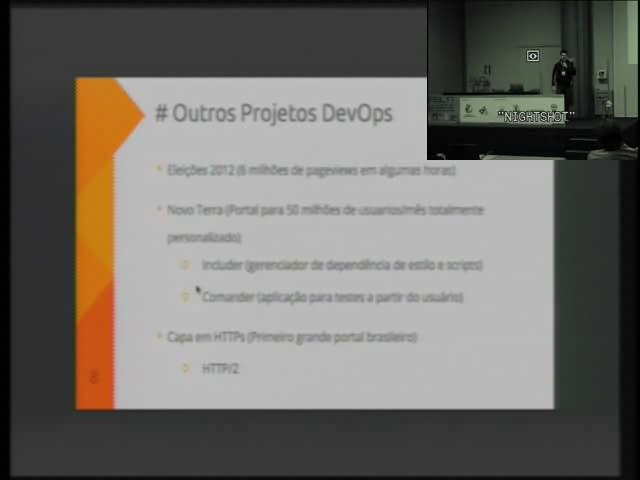 # Outros Projetos DevOps
Eleições 2012 (6 milhões de pageviews em algumas horas)
Novo Terra (Portal para 50 milhões de usuarios/mês totalmente
personalizado)
Includer (gerenciador de dependência de estilo e scripts)
Comander (aplicação para testes a partir do usuário)
Capa em HTTPs (Primeiro grande portal brasileiro)
HTTP/2
"NIGHTSHOT"